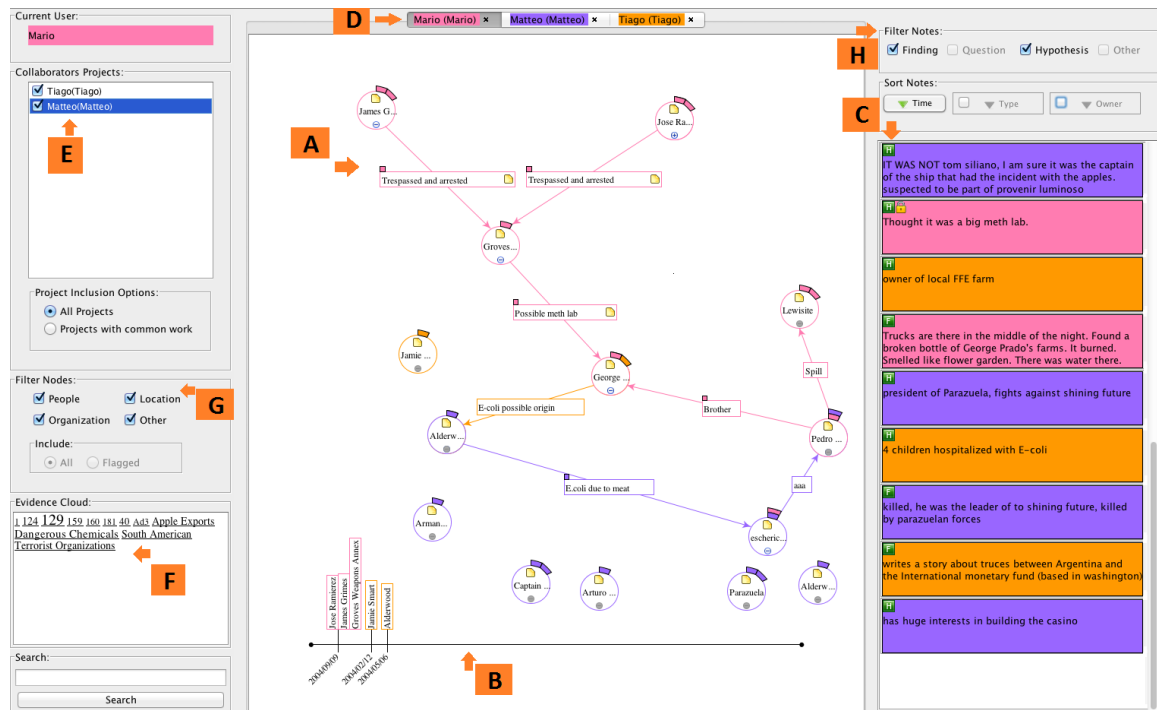 Current User:
Mario
Collaborators Projects:
Tiago(Tiago)
Matteo(Matteo)
E
Project Inclusion Options:
All Projects
Projects with common work
Filter Nodes:
People
Location
Organization
Other
G
Include:
All
Flagged
Evidence Cloud:
1 124 129 159 160 181 40 Ad3 Apple Exports
Dangerous Chemicals South American
Terrorist Organizations
F
Search:
Search
D
Mario (Mario) ×
Matteo (Matteo) ×
Tiago (Tiago) ×
James G...
Jose Ra...
A
Trespassed and arrested
Trespassed and arrested
Groves...
Possible meth lab
Lewisite
Jamie ...
George ...
Spill
E-coli possible origin
Brother
Alderw...
Pedro ...
E.coli due to meat
aaa
Arman...
escheric...
Captain ...
Arturo ...
Parazuela
Alderw...
Jose Ramierez
James Grimes
Groves Weapons Annex
Jamie Smart
Alderwood
2004/09/09
2004/02/12
2004/05/06
B
Filter Notes:
H
Finding
Question
Hypothesis
Other
Sort Notes:
Time
Type
Owner
C
H
IT WAS NOT tom siliano, I am sure it was the captain
of the ship that had the incident with the apples.
suspected to be part of provenir luminoso
H
Thought it was a big meth lab.
H
owner of local FFE farm
F
Trucks are there in the middle of the night. Found a
broken bottle of George Prado's farms. It burned.
Smelled like flower garden. There was water there.
H
president of Parazuela, fights against shining future
H
4 children hospitalized with E-coli
F
killed, he was the leader of to shining future, killed
by parazuelan forces
F
writes a story about truces between Argentina and
the International monetary fund (based in washington)
H
has huge interests in building the casino